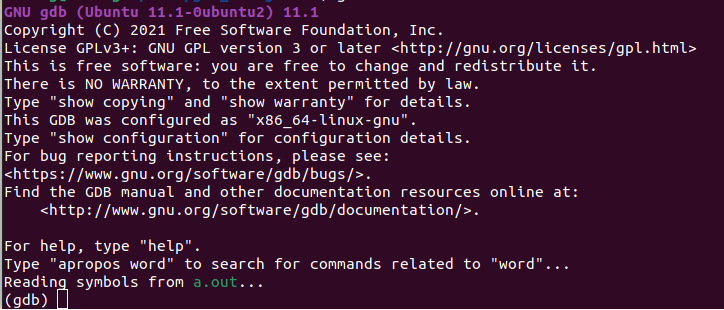 GNU gdb (Ubuntu 11.1-0ubuntu2) 11.1
Copyright (C) 2021 Free Software Foundation, Inc.
License GPLv3+: GNU GPL version 3 or later <http://gnu.org/licenses/gpl.html>
This is free software: you are free to change and redistribute it.
There is NO WARRANTY, to the extent permitted by law.
Type "show copying" and "show warranty" for details.
This GDB was configured as "x86_64-linux-gnu".
Type "show configuration" for configuration details.
For bug reporting instructions, please see:
<https://www.gnu.org/software/gdb/bugs/>.
Find the GDB manual and other documentation resources online at:
    <http://www.gnu.org/software/gdb/documentation/>.

For help, type "help".
Type "apropos word" to search for commands related to "word"...
Reading symbols from a.out...
(gdb)